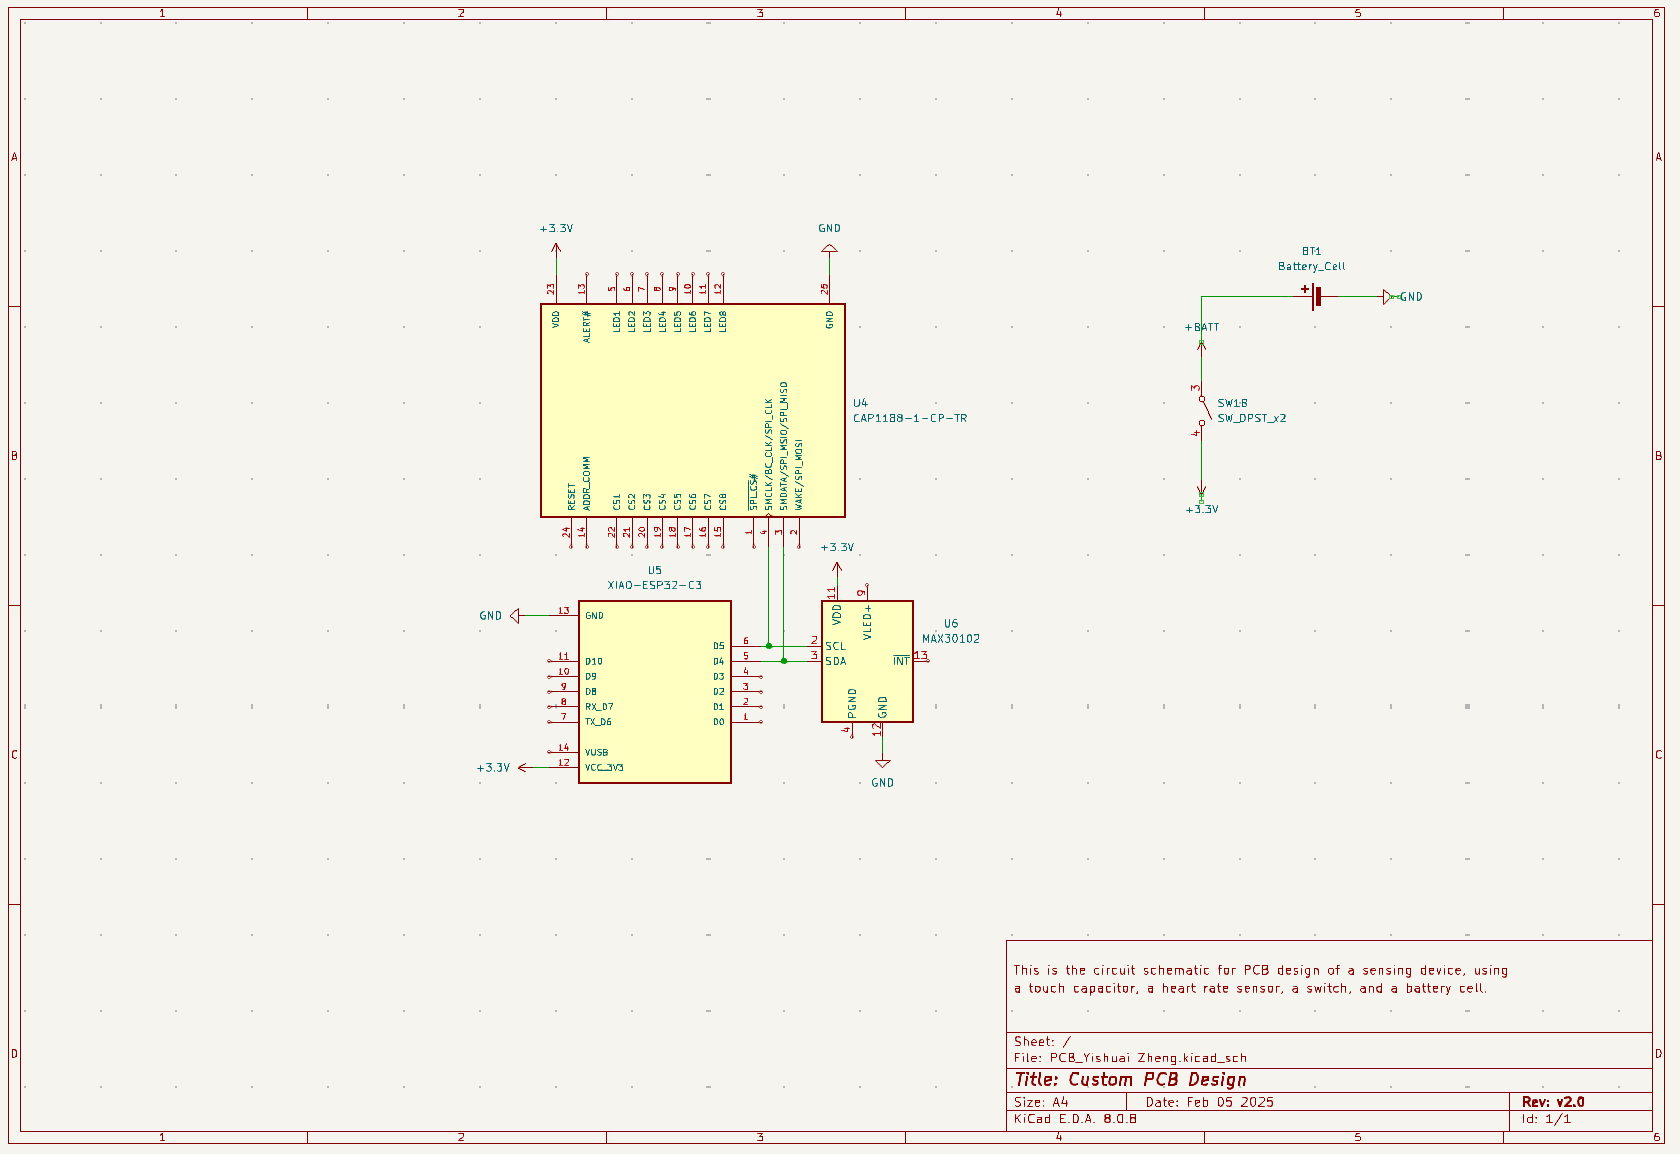 1 2 3 4 5 6
A A
B B
C C
D D
+3.3V
GND
23 13 5 6 7 8 9 10 11 12 25
VDD ALERT# LED1 LED2 LED3 LED4 LED5 LED6 LED7 LED8 GND
U4
CAP1188-1-CP-TR
RESET ADDR_COMM CS1 CS2 CS3 CS4 CS5 CS6 CS7 CS8 SPI_CS# SMCLK/BC_CLK/SPI_CLK SMDATA/SPI_MSIO/SPI_MISO WAKE/SPI_MOSI
24 14 22 21 20 19 18 17 16 15 1 4 3 2
BT1
Battery_Cell
+
GND
+BATT
3
SW1B
SW_DPST_x2
4
+3.3V
U5
XIAO-ESP32-C3
GND 13 GND
D5 6
11 D10 D4 5
10 D9 D3 4
9 D8 D2 3
8 RX_D7 D1 2
7 TX_D6 D0 1
14 VUSB
+3.3V 12 VCC_3V3
+3.3V
11 9
VDD VLED+
U6
MAX30102
2 SCL
3 SDA INT 13
PGND GND
4 12
GND
This is the circuit schematic for PCB design of a sensing device, using
a touch capacitor, a heart rate sensor, a switch, and a battery cell.
Sheet: /
File: PCB_Yishuai Zheng.kicad_sch
Title: Custom PCB Design
Size: A4 Date: Feb 05 2025 Rev: v2.0
KiCad E.D.A. 8.0.8 Id: 1/1
1 2 3 4 5 6